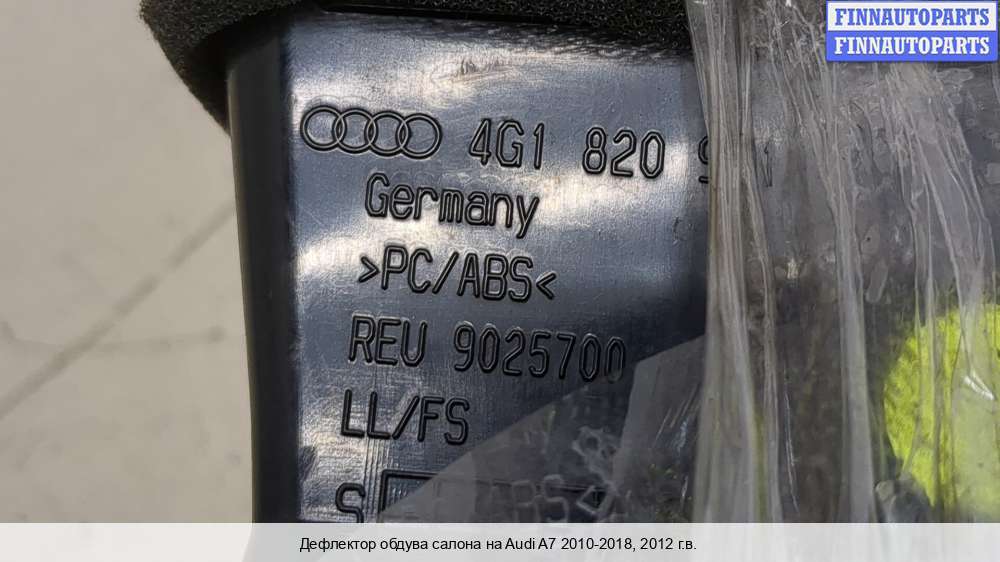 FINNAUTOPARTS
FINNAUTOPARTS
4G1 820
Germany
>PC/ABS<
REU 9025700
LL/FS
S
Дефлектор обдува салона на Audi A7 2010-2018, 2012 г.в.